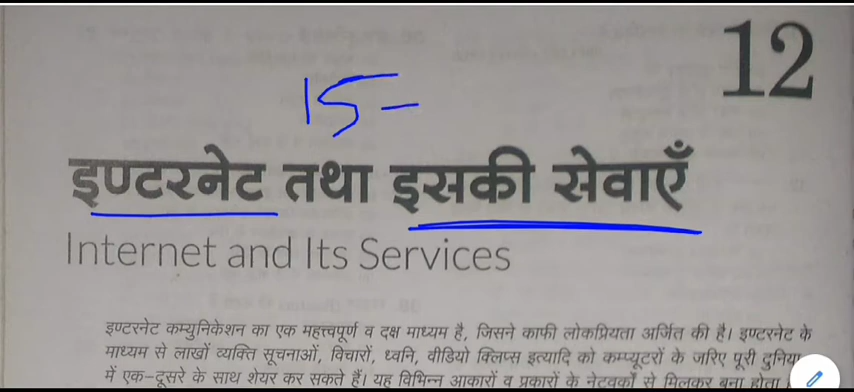 12
15-
इण्टरनेट तथा इसकी सेवाएँ
Internet and Its Services
इण्टरनेट कम्युनिकेशन का एक महत्त्वपूर्ण व दक्ष माध्यम है, जिसने काफी लोकप्रियता अर्जित की है। इण्टरनेट के
माध्यम से लाखों व्यक्ति सूचनाओं, विचारों, ध्वनि, वीडियो क्लिप्स इत्यादि को कम्प्यूटरों के जरिए पूरी दुनिया
में एक-दूसरे के साथ शेयर कर सकते हैं। यह विभिन्न आकारों व प्रकारों के नेटवर्कों से मिलकर बना होता